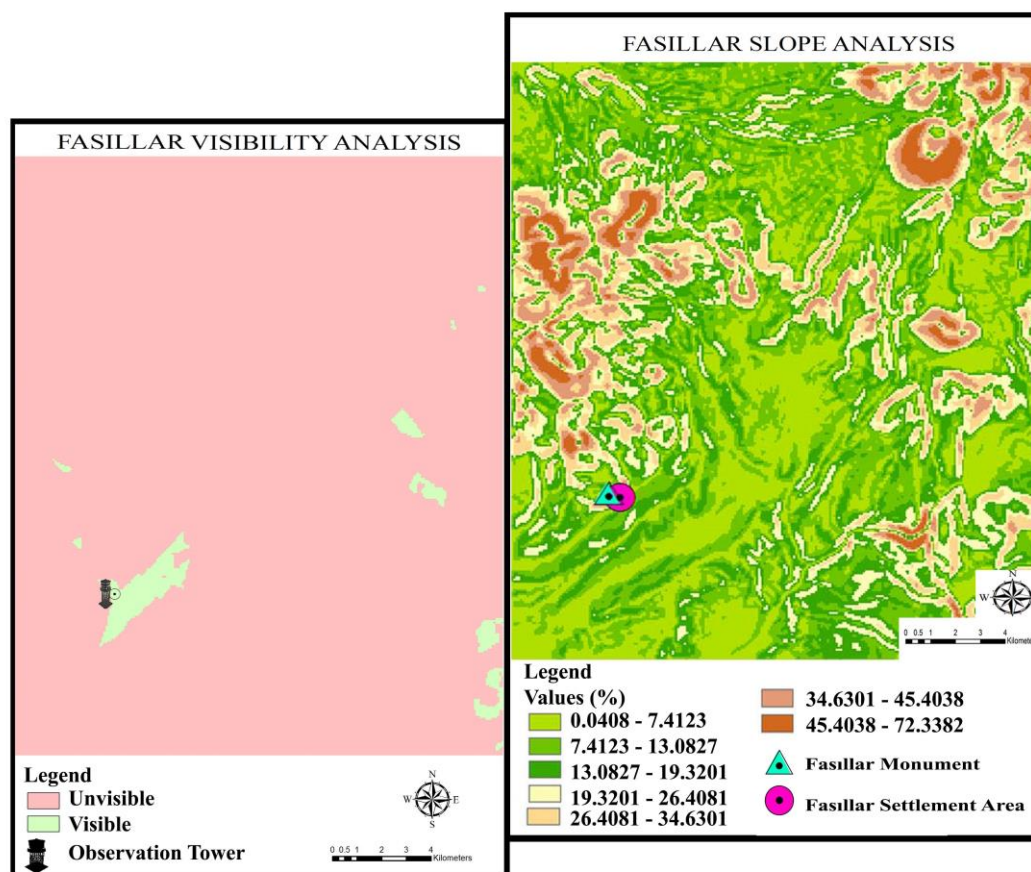 FASILLAR VISIBILITY ANALYSIS
N
W E
S
Legend
Unvisible
Visible
Observation Tower
0 0.5 1 2 3 4
Kilometers
FASILLAR SLOPE ANALYSIS
N
W
S
0 0.5 1 2 3 4
Kilometer
Legend
Values (%)
0.0408 - 7.4123
7.4123 - 13.0827
13.0827 - 19.3201
19.3201 - 26.4081
26.4081 - 34.6301
34.6301 - 45.4038
45.4038 - 72.3382
Fasıllar Monument
Fasıllar Settlement Area